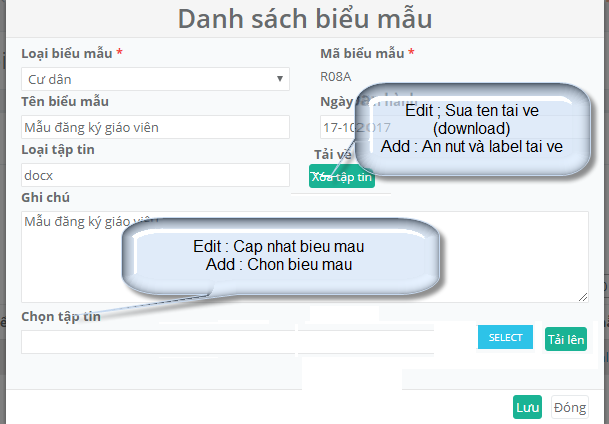 Danh sách biểu mẫu
Loại biểu mẫu * Mã biểu mẫu *
Cư dân R08A
Tên biểu mẫu Ngày
Mẫu đăng ký giáo viên 17-10
Edit ; Sua ten tai ve
(download)
Add : An nut và label tai ve
Loại tập tin Tải về
docx Xóa tập tin
Ghi chú
Mẫu đăng ký giáo viên
Edit : Cap nhat bieu mau
Add : Chon bieu mau
Chọn tập tin
SELECT Tải lên
Lưu Đóng